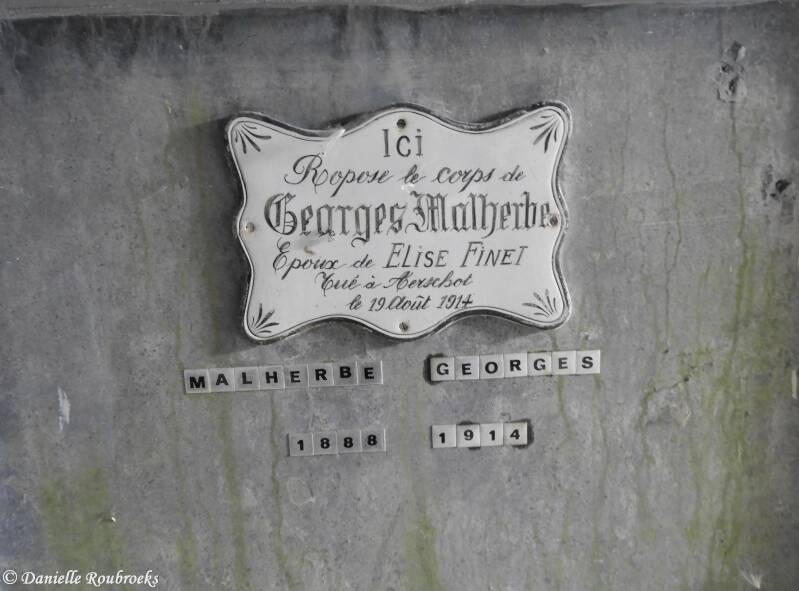 Ici
Repose le corps de
Georges Malherbe
Epoux de ELISE FINET
Tué à Aerschot
le 19 Août 1914
MALHERBE GEORGES
1888 1914
© Danielle Roubroeks